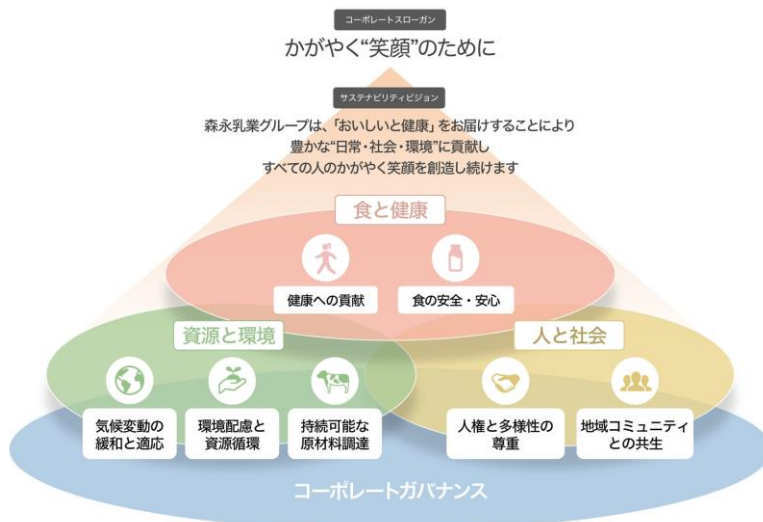 コーポレートスローガン
かがやく“笑顔”のために
サステナビリティビジョン
森永乳業グループは、「おいしいと健康」をお届けすることにより
豊かな“日常・社会・環境”に貢献し
すべての人のかがやく笑顔を創造し続けます
食と健康
健康への貢献
食の安全・安心
資源と環境
気候変動の
緩和と適応
環境配慮と
資源循環
持続可能な
原材料調達
人と社会
人権と多様性の
尊重
地域コミュニティ
との共生
コーポレートガバナンス